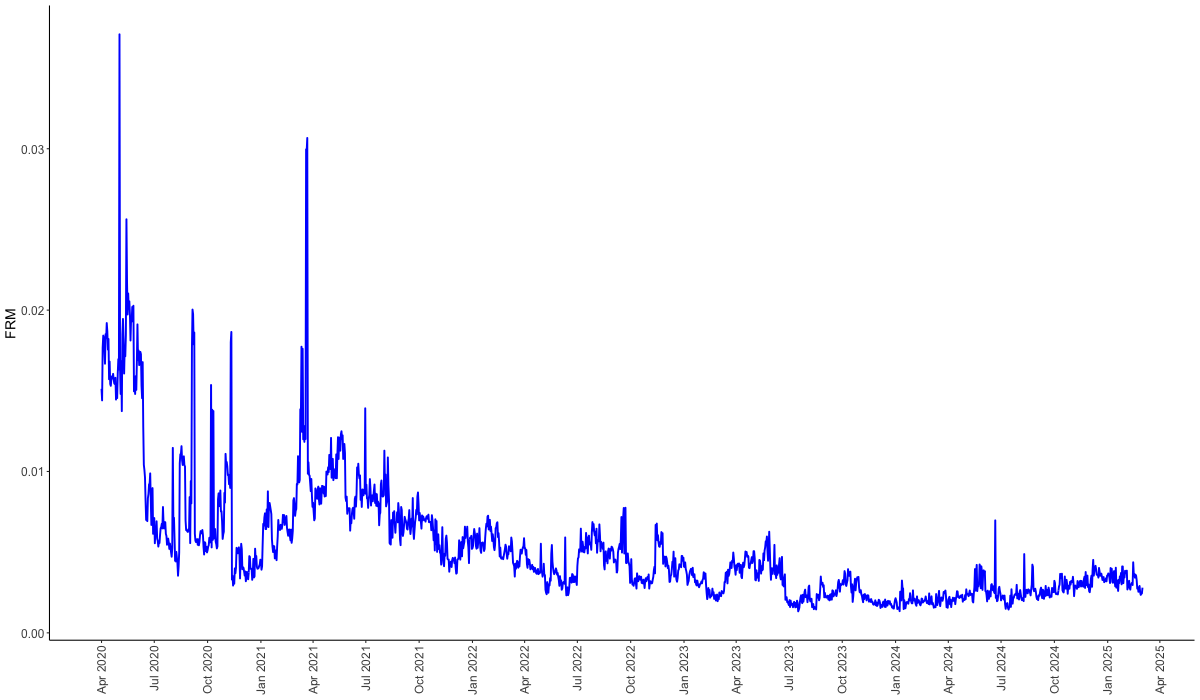 FRM
0.03
0.02
0.01
0.00
Apr 2020
Jul 2020
Oct 2020
Jan 2021
Apr 2021
Jul 2021
Oct 2021
Jan 2022
Apr 2022
Jul 2022
Oct 2022
Jan 2023
Apr 2023
Jul 2023
Oct 2023
Jan 2024
Apr 2024
Jul 2024
Oct 2024
Jan 2025
Apr 2025